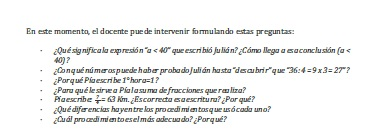 En este momento, el docente puede intervenir formulando estas preguntas:
· ¿Qué significa la expresión "a < 40" que escribió Julián? ¿Cómo llega a esa conclusión (a <
40)?
· ¿Con qué números puede haber probado Julián hasta "descubrir" que "36: 4 = 9 x 3 = 27"?
· ¿Por qué Pía escribe 1°hora=1?
· ¿Para qué le sirve a Pía la suma de fracciones que realiza?
· Pía escribe: = 63 Km. ¿Es correcta esa escritura? ¿Por qué?
· ¿Qué diferencias hay entre los procedimientos que usó cada uno?
· ¿Cuál procedimiento es el más adecuado? ¿Por qué?